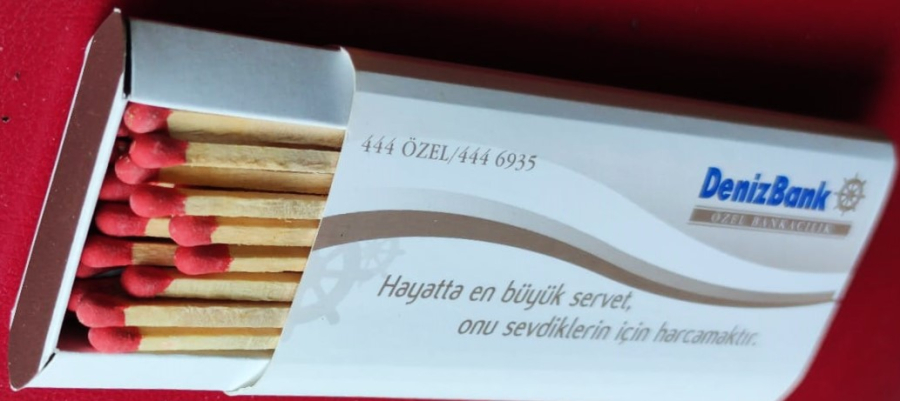 444 ÖZEL/444 6935
DenizBank
ÖZEL BANKACILIK
Hayatta en büyük servet,
onu sevdiklerin için harcamaktır.